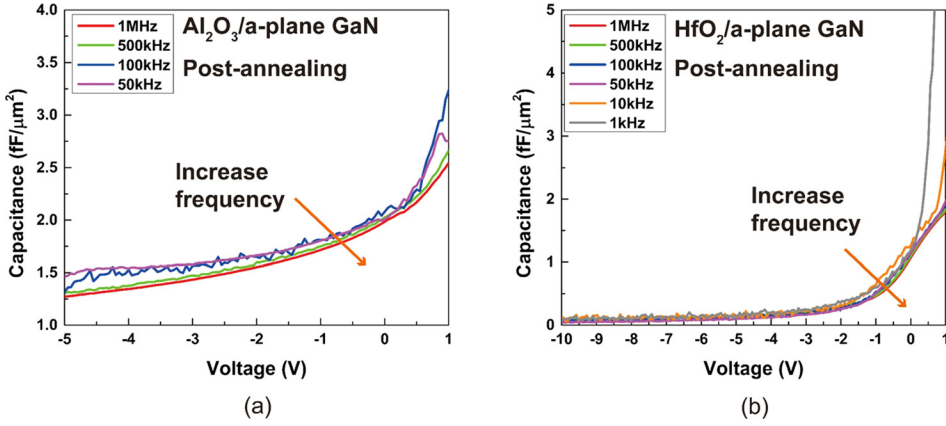 Al₂O₃/a-plane GaN
Post-annealing
1MHz
500kHz
100kHz
50kHz
Increase
frequency
Capacitance (fF/μm²)
4.0
3.5
3.0
2.5
2.0
1.5
1.0
-5 -4 -3 -2 -1 0 1
Voltage (V)
(a)
HfO₂/a-plane GaN
Post-annealing
1MHz
500kHz
100kHz
50kHz
10kHz
1kHz
Increase
frequency
Capacitance (fF/μm²)
5
4
3
2
1
0
-10 -9 -8 -7 -6 -5 -4 -3 -2 -1 0 1
Voltage (V)
(b)